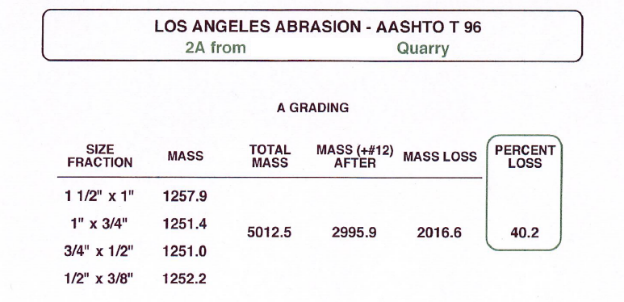 LOS ANGELES ABRASION - AASHTO T 96
2A from Quarry
A GRADING
SIZE FRACTION MASS TOTAL MASS MASS (+#12) AFTER MASS LOSS PERCENT LOSS
1 1/2" x 1" 1257.9
1" x 3/4" 1251.4
5012.5 2995.9 2016.6 40.2
3/4" x 1/2" 1251.0
1/2" x 3/8" 1252.2